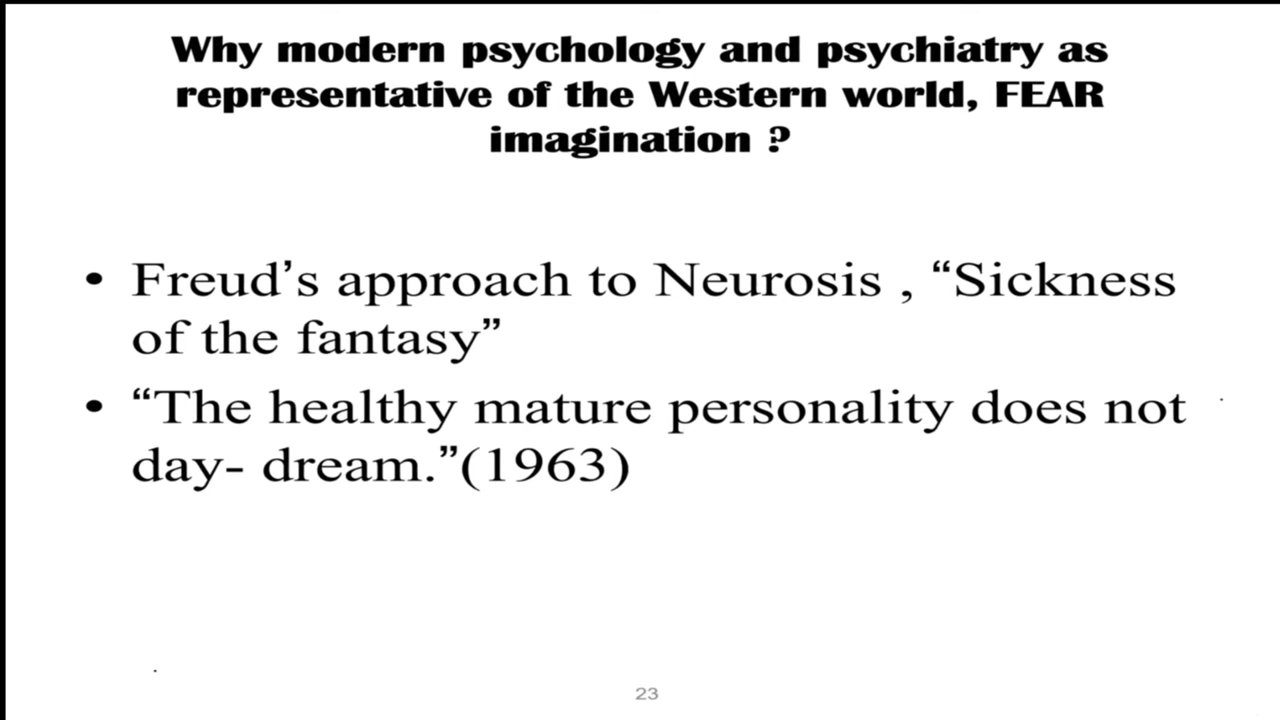 Why modern psychology and psychiatry as
representative of the Western world, FEAR
imagination ?
• Freud’s approach to Neurosis , “Sickness
of the fantasy”
• “The healthy mature personality does not
day- dream.”(1963)
23